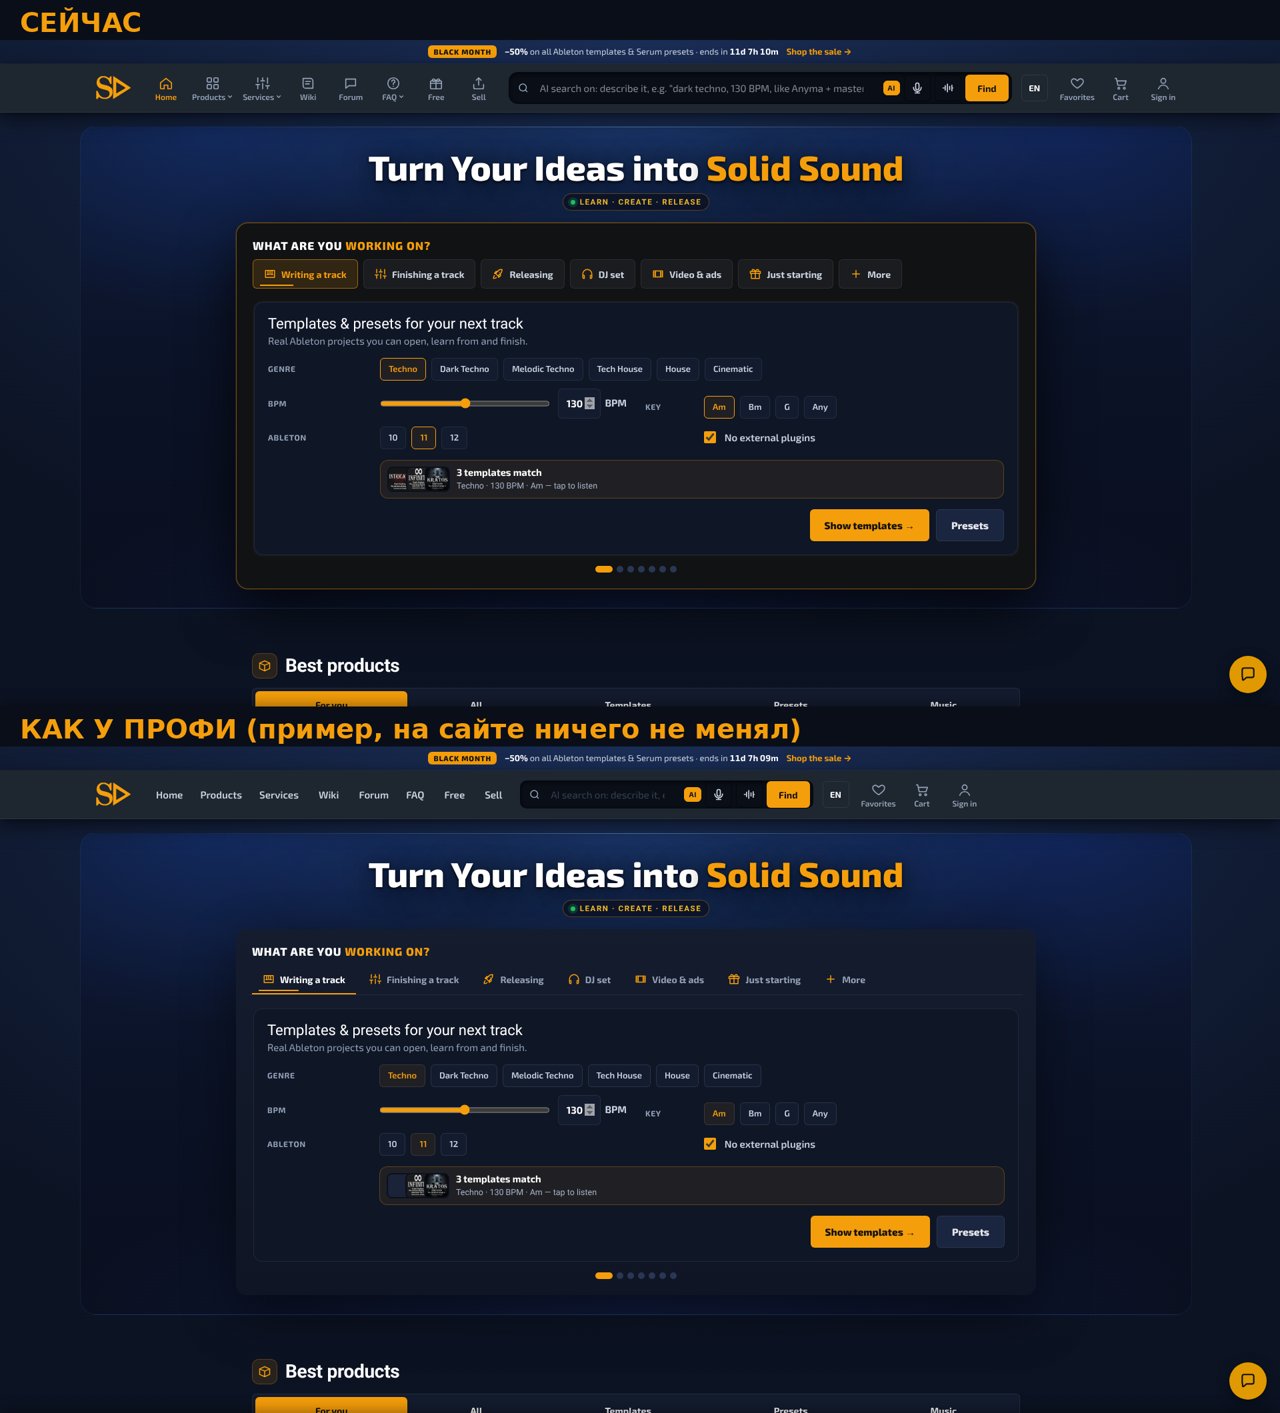 СЕЙЧАС
BLACK MONTH −50% on all Ableton templates & Serum presets · ends in 11d 7h 10m Shop the sale →
Home Products Services Wiki Forum FAQ Free Sell AI search on: describe it, e.g. "dark techno, 130 BPM, like Anyma + master AI Find EN Favorites Cart Sign in
Turn Your Ideas into Solid Sound
LEARN · CREATE · RELEASE
WHAT ARE YOU WORKING ON?
Writing a track Finishing a track Releasing DJ set Video & ads Just starting + More
Templates & presets for your next track
Real Ableton projects you can open, learn from and finish.
GENRE Techno Dark Techno Melodic Techno Tech House House Cinematic
BPM 130 BPM KEY Am Bm G Any
ABLETON 10 11 12 No external plugins
3 templates match
Techno · 130 BPM · Am — tap to listen
Show templates → Presets
Best products
For you All Templates Presets Music
КАК У ПРОФИ (пример, на сайте ничего не менял)
BLACK MONTH −50% on all Ableton templates & Serum presets · ends in 11d 7h 09m Shop the sale →
Home Products Services Wiki Forum FAQ Free Sell AI search on: describe it, AI Find EN Favorites Cart Sign in
Turn Your Ideas into Solid Sound
LEARN · CREATE · RELEASE
WHAT ARE YOU WORKING ON?
Writing a track Finishing a track Releasing DJ set Video & ads Just starting + More
Templates & presets for your next track
Real Ableton projects you can open, learn from and finish.
GENRE Techno Dark Techno Melodic Techno Tech House House Cinematic
BPM 130 BPM KEY Am Bm G Any
ABLETON 10 11 12 No external plugins
3 templates match
Techno · 130 BPM · Am — tap to listen
Show templates → Presets
Best products
For you All Templates Presets Music